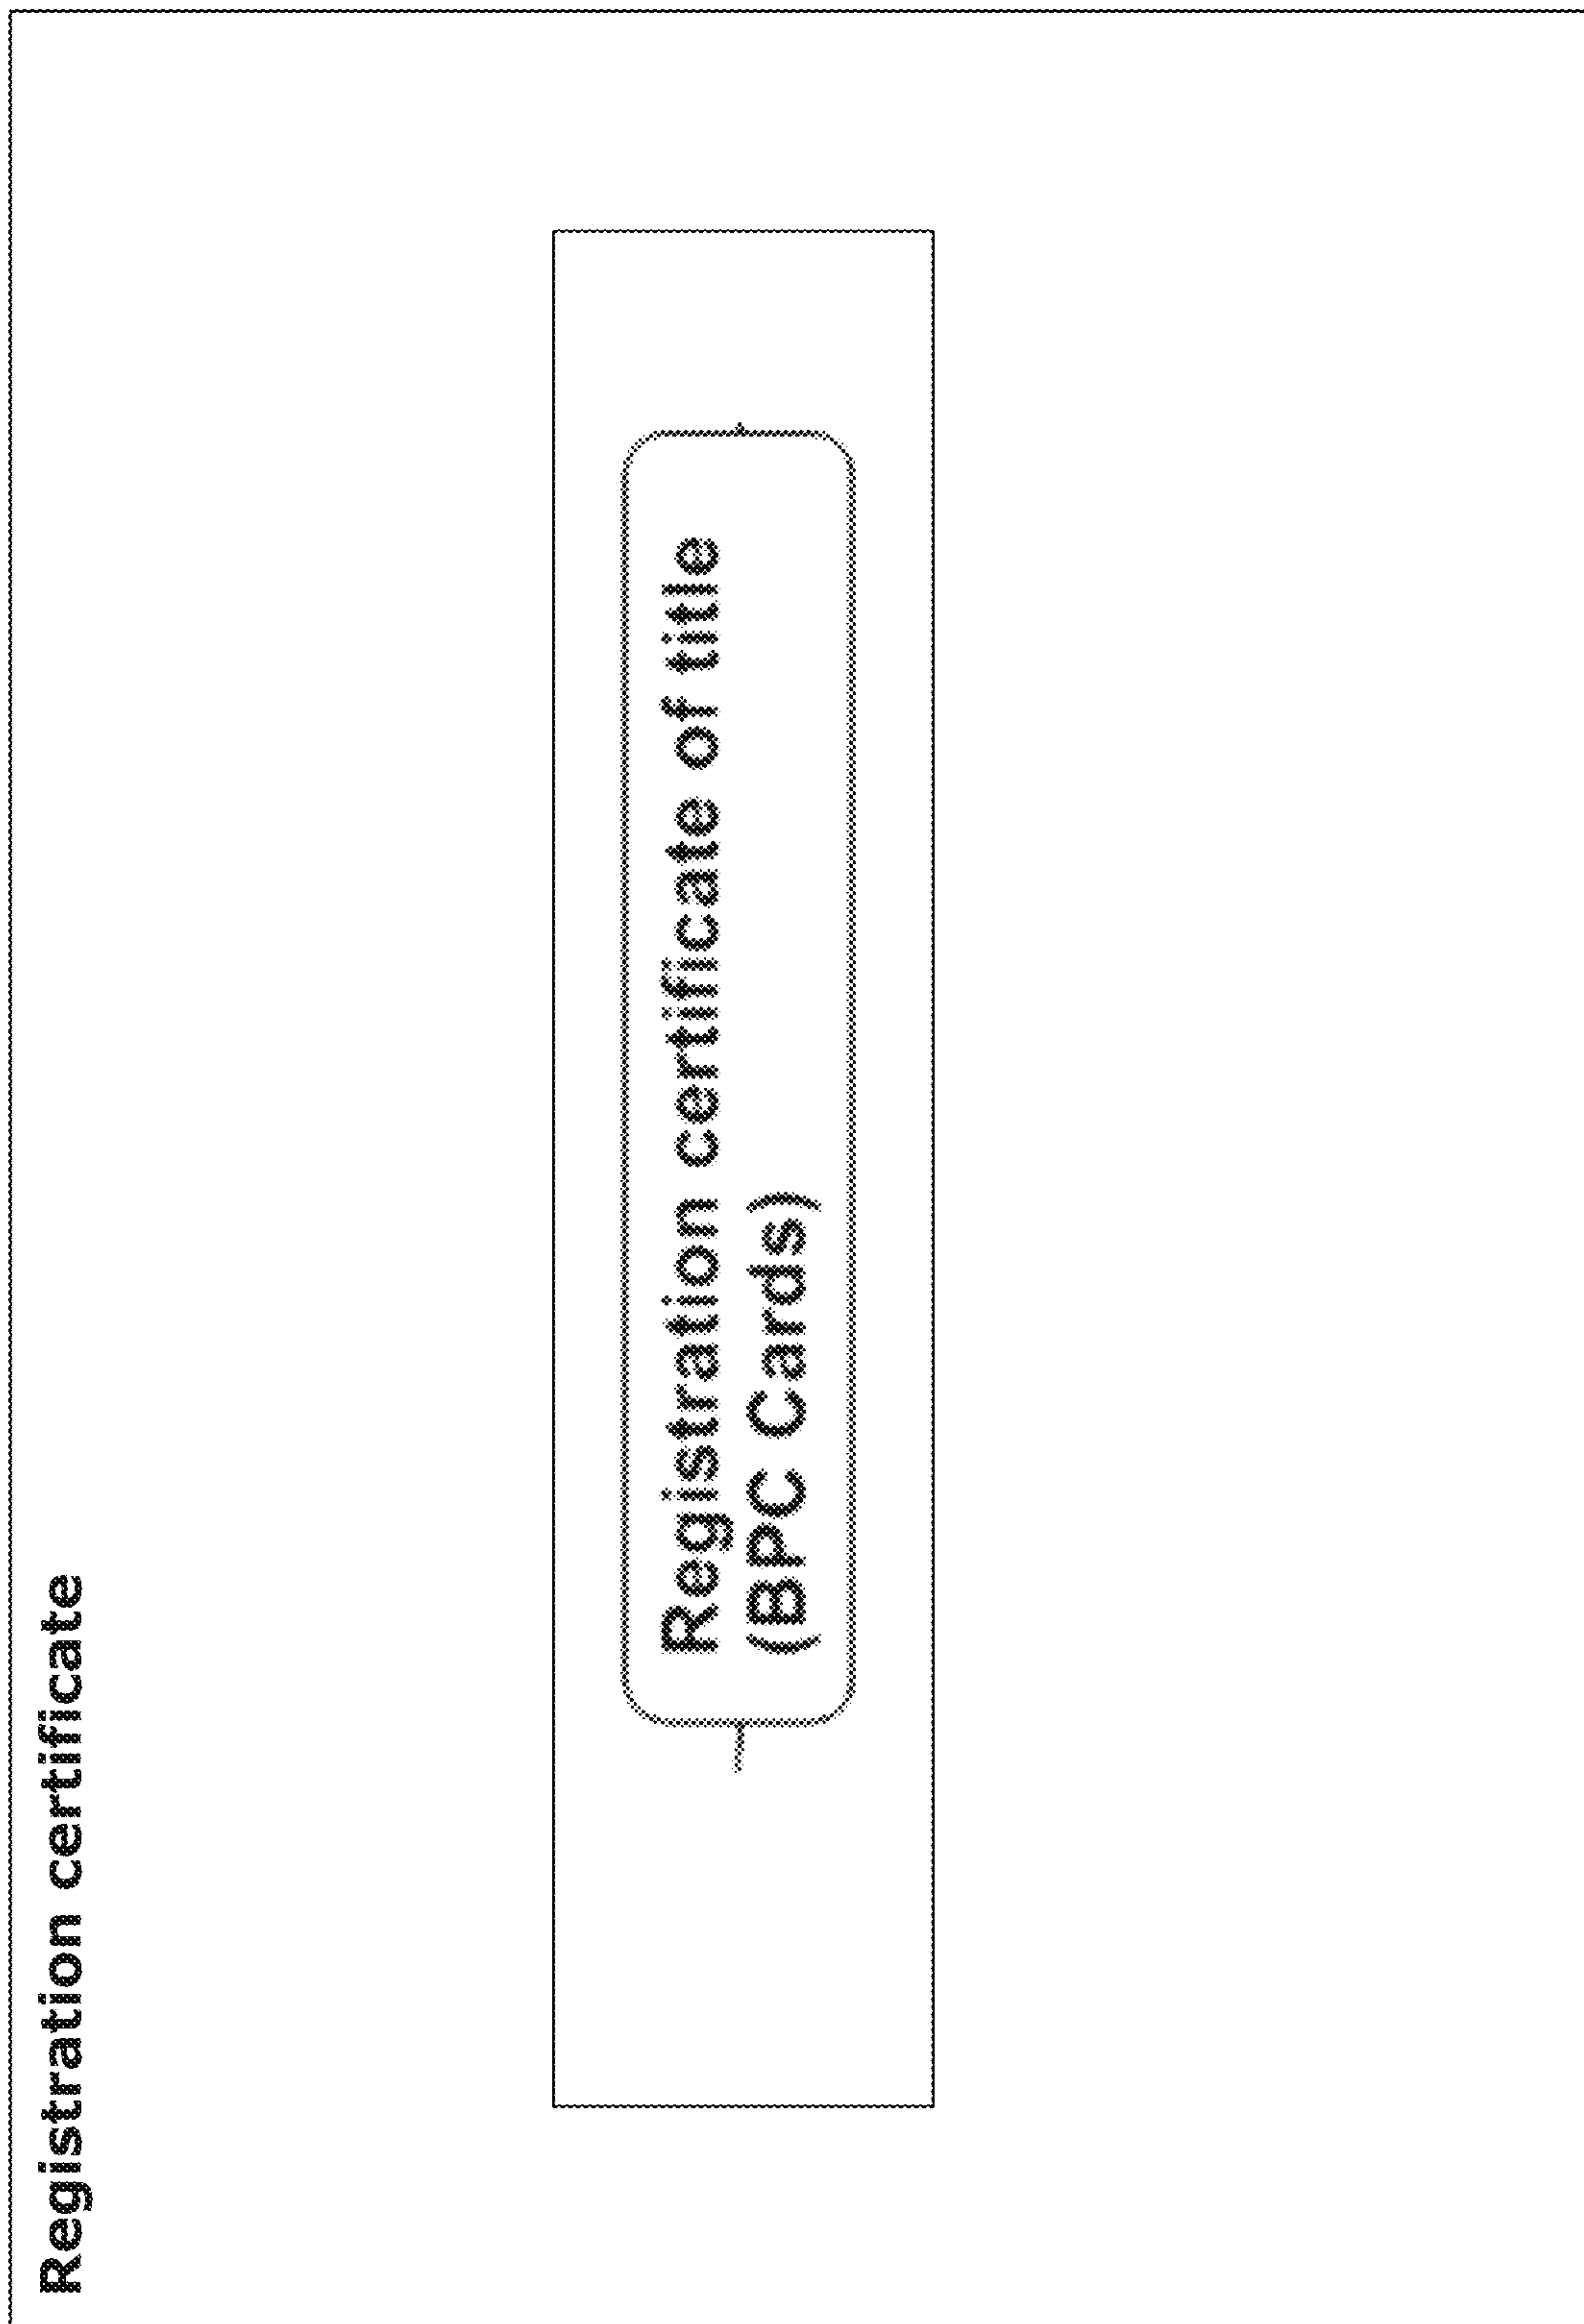 Registration certificate
Registration certificate of title
(BPC Cards)